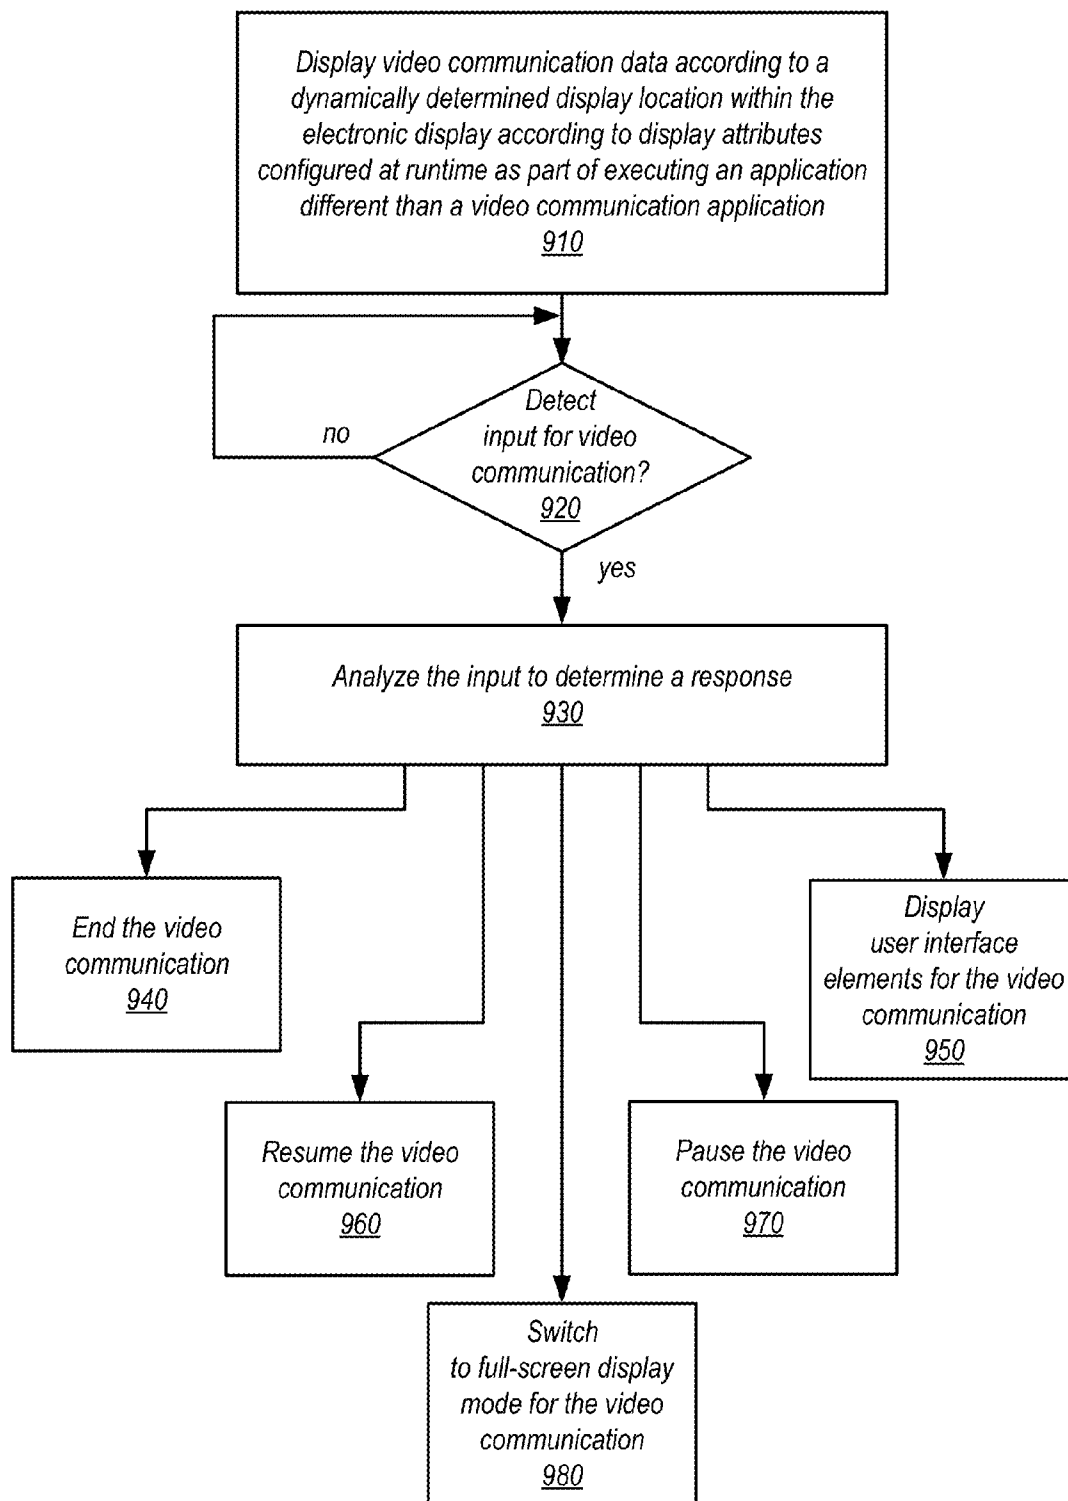 Display video communication data according to a
dynamically determined display location within the
electronic display according to display attributes
configured at runtime as part of executing an application
different than a video communication application
910
Detect
input for video
communication?
920
no
yes
Analyze the input to determine a response
930
End the video
communication
940
Display
user interface
elements for the video
communication
950
Resume the video
communication
960
Pause the video
communication
970
Switch
to full-screen display
mode for the video
communication
980